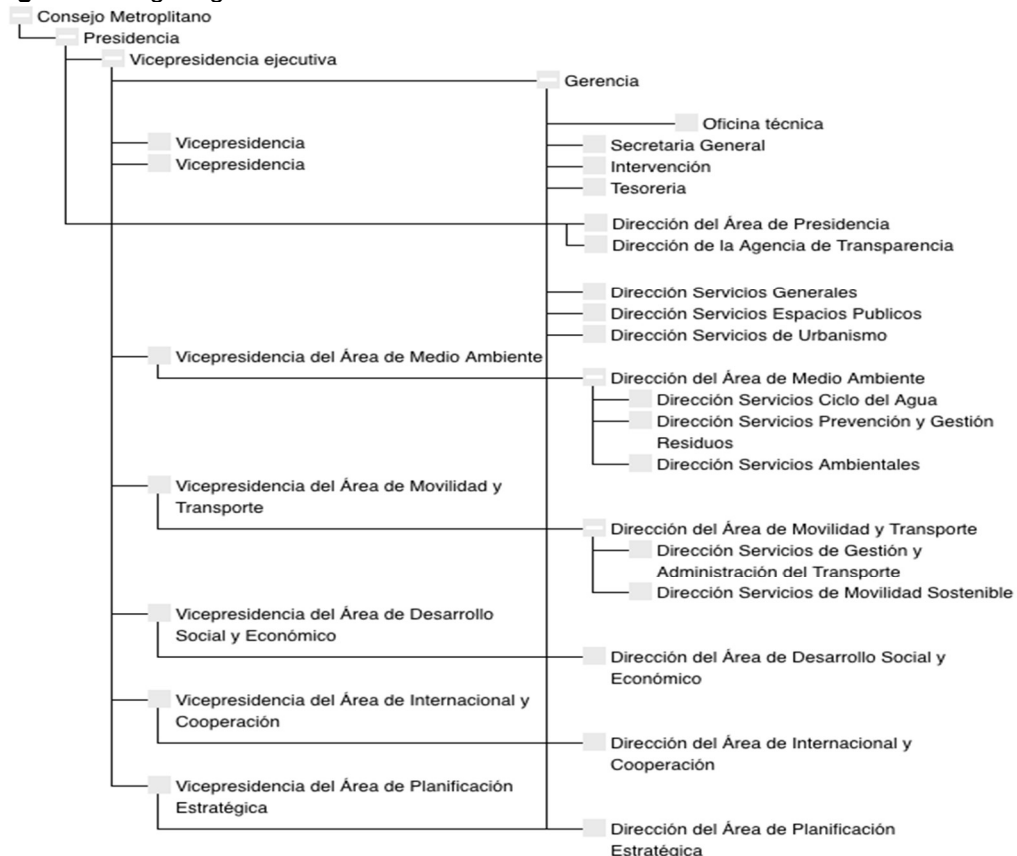 Consejo Metroplitano
Presidencia
Vicepresidencia ejecutiva
Gerencia
Oficina técnica
Vicepresidencia
Secretaria General
Vicepresidencia
Intervención
Tesoreria
Dirección del Área de Presidencia
Dirección de la Agencia de Transparencia
Dirección Servicios Generales
Dirección Servicios Espacios Publicos
Dirección Servicios de Urbanismo
Vicepresidencia del Área de Medio Ambiente
Dirección del Área de Medio Ambiente
Dirección Servicios Ciclo del Agua
Dirección Servicios Prevención y Gestión
Residuos
Dirección Servicios Ambientales
Vicepresidencia del Área de Movilidad y
Transporte
Dirección del Área de Movilidad y Transporte
Dirección Servicios de Gestión y
Administración del Transporte
Dirección Servicios de Movilidad Sostenible
Vicepresidencia del Área de Desarrollo
Social y Económico
Dirección del Área de Desarrollo Social y
Económico
Vicepresidencia del Área de Internacional y
Cooperación
Dirección del Área de Internacional y
Cooperación
Vicepresidencia del Área de Planificación
Estratégica
Dirección del Área de Planificación
Estratégica